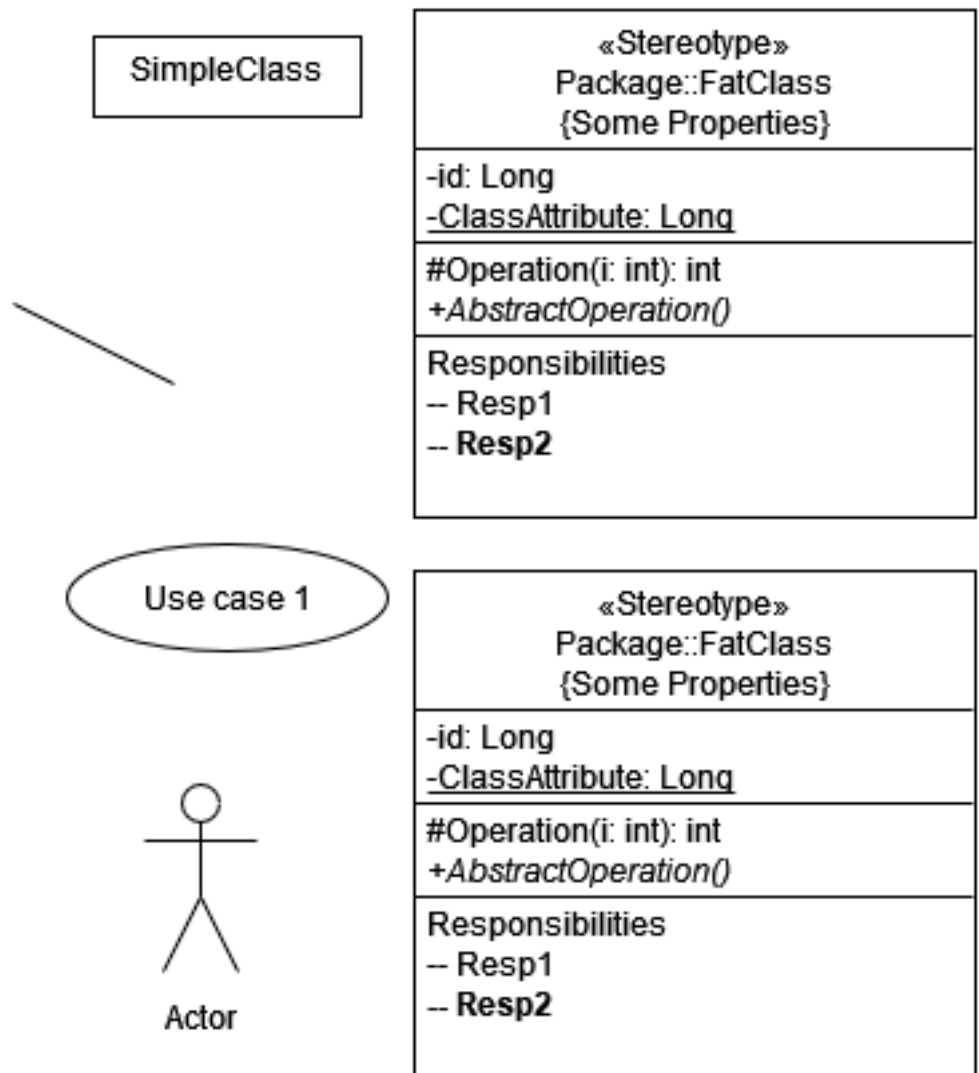 SimpleClass
«Stereotype»
Package::FatClass
{Some Properties}
-id: Long
-ClassAttribute: Long
#Operation(i: int): int
+AbstractOperation()
Responsibilities
-- Resp1
-- Resp2
Use case 1
«Stereotype»
Package::FatClass
{Some Properties}
-id: Long
-ClassAttribute: Long
#Operation(i: int): int
+AbstractOperation()
Responsibilities
-- Resp1
-- Resp2
Actor